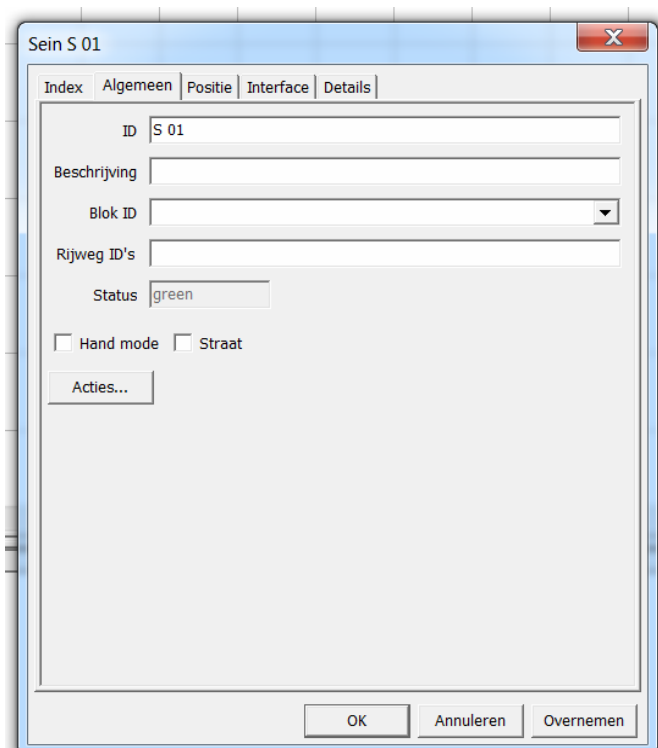 Sein S 01
Index Algemeen Positie Interface Details
ID S 01
Beschrijving
Blok ID
Rijweg ID's
Status green
Hand mode Straat
Acties...
OK Annuleren Overnemen